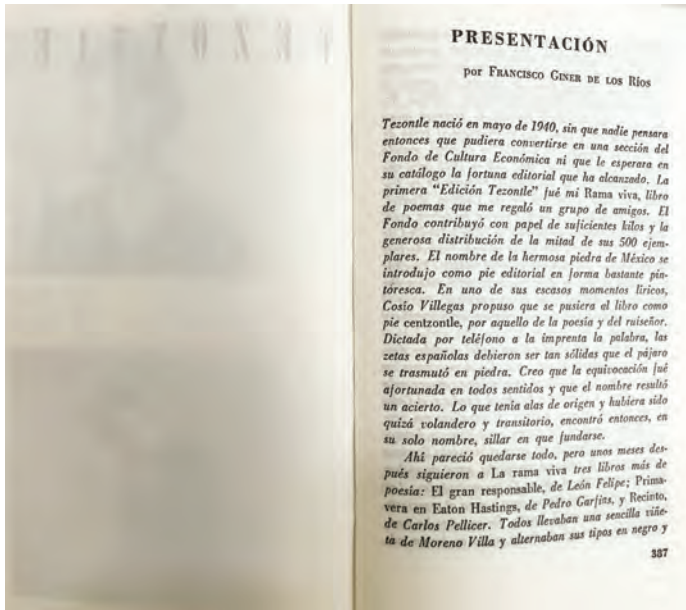 PRESENTACIÓN
por Francisco Giner de los Ríos
Tezontle nació en mayo de 1940, sin que nadie pensara
entonces que pudiera convertirse en una sección del
Fondo de Cultura Económica ni que le esperara en
su catálogo la fortuna editorial que ha alcanzado. La
primera "Edición Tezontle" fué mi Rama viva, libro
de poemas que me regaló un grupo de amigos. El
Fondo contribuyó con papel de suficientes kilos y la
generosa distribución de la mitad de sus 500 ejem-
plares. El nombre de la hermosa piedra de México se
introdujo como pie editorial en forma bastante pin-
toresca. En uno de sus escasos momentos líricos,
Cosío Villegas propuso que se pusiera el libro como
pie centzontle, por aquello de la poesía y del ruiseñor.
Dictada por teléfono a la imprenta la palabra, las
zetas españolas debieron ser tan sólidas que el pájaro
se trasmutó en piedra. Creo que la equivocación fué
afortunada en todos sentidos y que el nombre resultó
un acierto. Lo que tenía alas de origen y hubiera sido
quizá volandero y transitorio, encontró entonces, en
su solo nombre, sillar en que fundarse.
Ahí pareció quedarse todo, pero unos meses des-
pués siguieron a La rama viva tres libros más de
poesía: El gran responsable, de León Felipe; Prima-
vera en Eaton Hastings, de Pedro Garfias, y Recinto,
de Carlos Pellicer. Todos llevaban una sencilla viñe-
ta de Moreno Villa y alternaban sus tipos en negro y
337